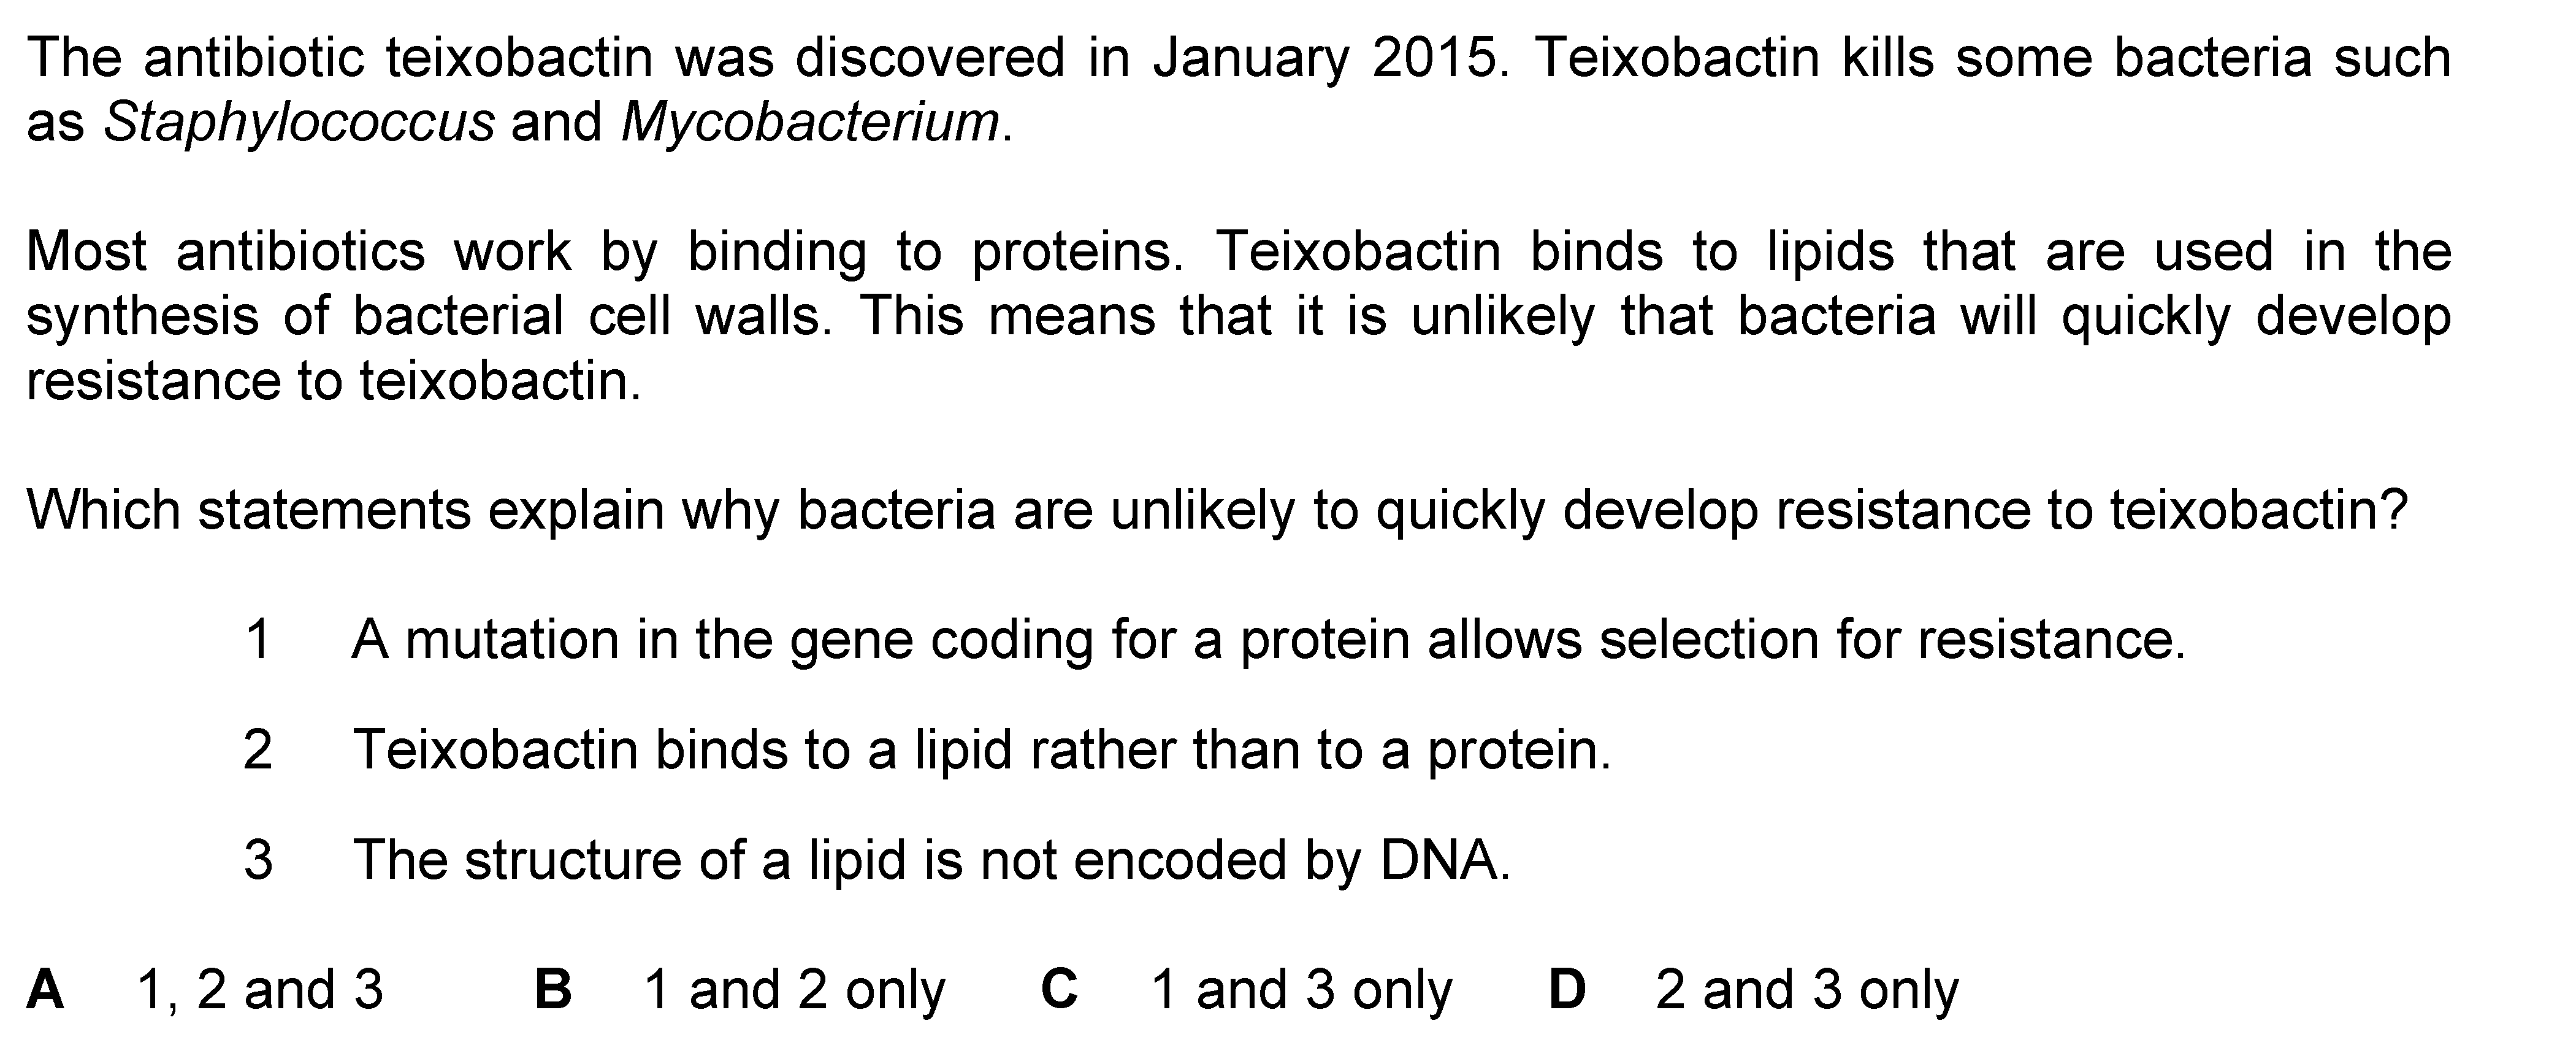 The antibiotic teixobactin was discovered in January 2015. Teixobactin kills some bacteria such
as Staphylococcus and Mycobacterium.
Most antibiotics work by binding to proteins. Teixobactin binds to lipids that are used in the
synthesis of bacterial cell walls. This means that it is unlikely that bacteria will quickly develop
resistance to teixobactin.
Which statements explain why bacteria are unlikely to quickly develop resistance to teixobactin?
1 A mutation in the gene coding for a protein allows selection for resistance.
2 Teixobactin binds to a lipid rather than to a protein.
3 The structure of a lipid is not encoded by DNA.
A 1, 2 and 3 B 1 and 2 only C 1 and 3 only D 2 and 3 only